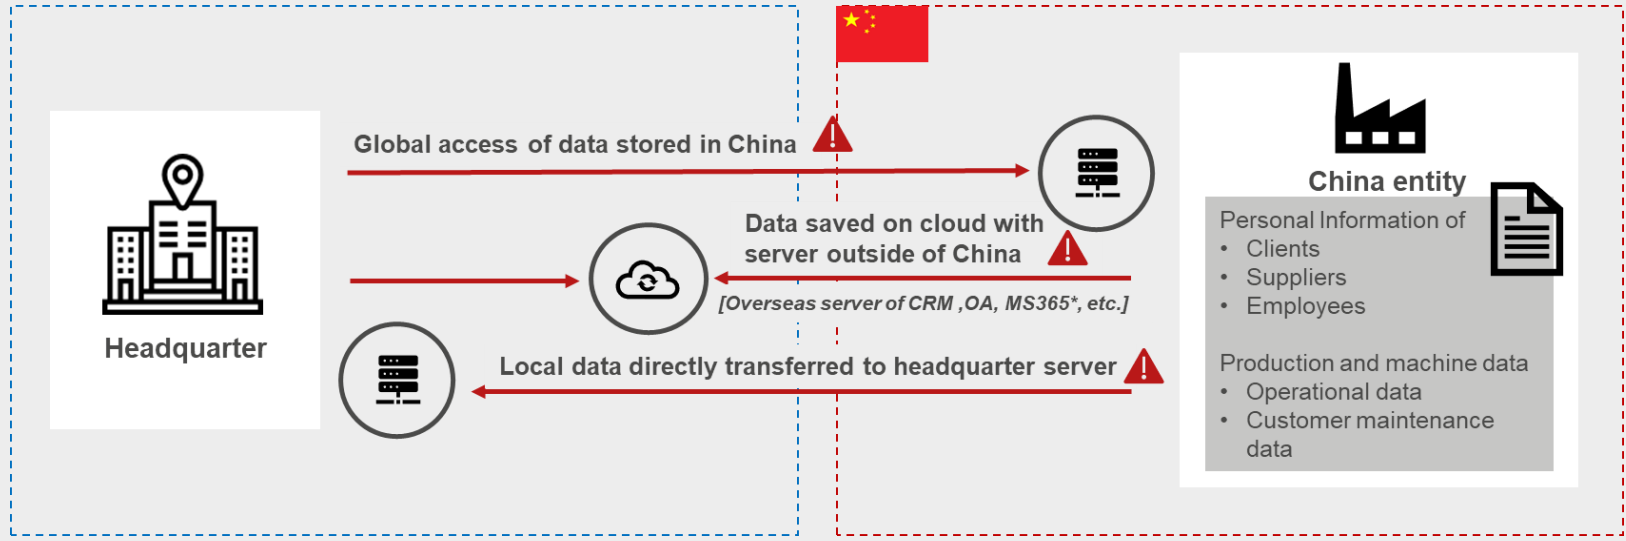 Global access of data stored in China
Data saved on cloud with
server outside of China
[Overseas server of CRM ,OA, MS365*, etc.]
Local data directly transferred to headquarter server
Headquarter
China entity
Personal Information of
• Clients
• Suppliers
• Employees
Production and machine data
• Operational data
• Customer maintenance
data